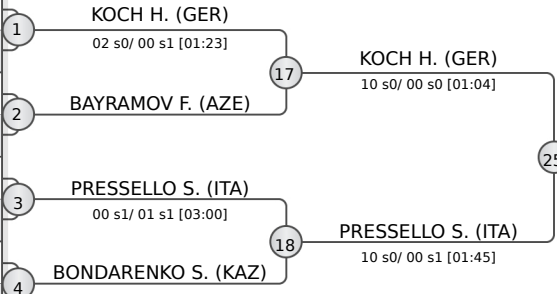 KOCH H. (GER)
1
02 s0/ 00 s1 [01:23]
KOCH H. (GER)
17
10 s0/ 00 s0 [01:04]
BAYRAMOV F. (AZE)
2
25
PRESSELLO S. (ITA)
3
00 s1/ 01 s1 [03:00]
PRESSELLO S. (ITA)
18
10 s0/ 00 s1 [01:45]
BONDARENKO S. (KAZ)
4